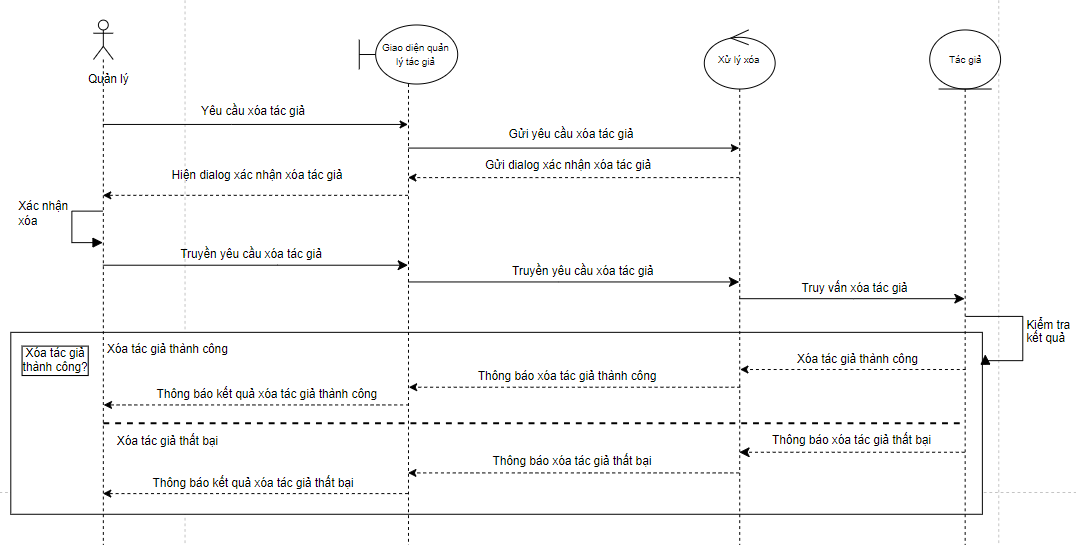 Quản lý
Giao diện quản
lý tác giả
Xử lý xóa
Tác giả
Yêu cầu xóa tác giả
Gửi yêu cầu xóa tác giả
Gửi dialog xác nhận xóa tác giả
Hiện dialog xác nhận xóa tác giả
Xác nhận
xóa
Truyền yêu cầu xóa tác giả
Truyền yêu cầu xóa tác giả
Truy vấn xóa tác giả
Kiểm tra
kết quả
Xóa tác giả
thành công?
Xóa tác giả thành công
Xóa tác giả thành công
Thông báo xóa tác giả thành công
Thông báo kết quả xóa tác giả thành công
Xóa tác giả thất bại
Thông báo xóa tác giả thất bại
Thông báo xóa tác giả thất bại
Thông báo kết quả xóa tác giả thất bại